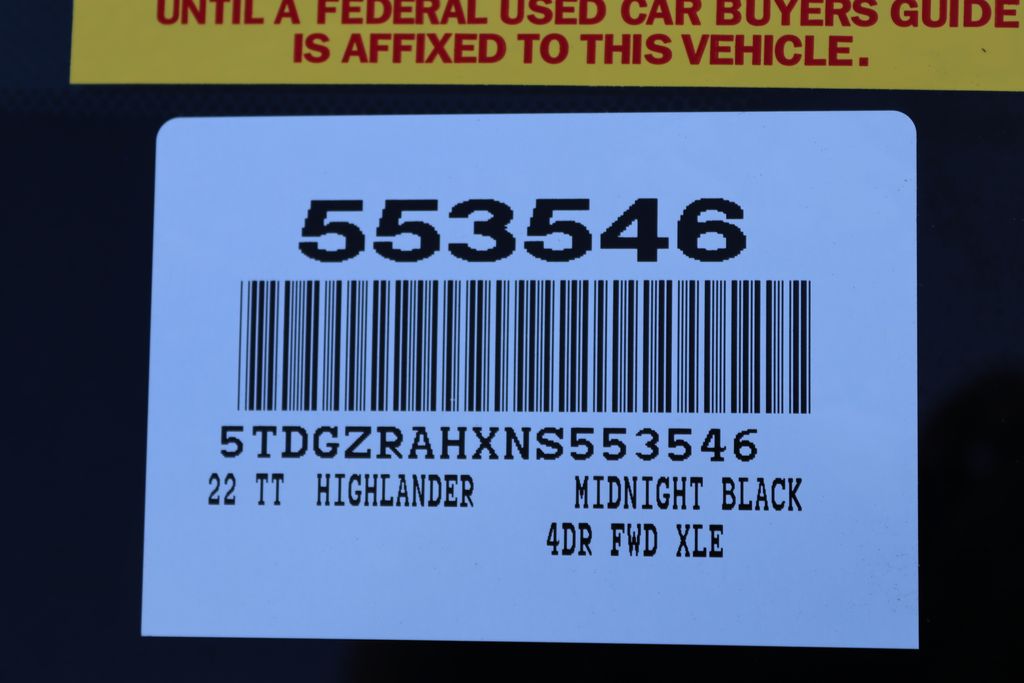 UNTIL A FEDERAL USED CAR BUYERS GUIDE
IS AFFIXED TO THIS VEHICLE.
553546
5TDGZRAHXNS553546
22 TT HIGHLANDER MIDNIGHT BLACK
4DR FWD XLE